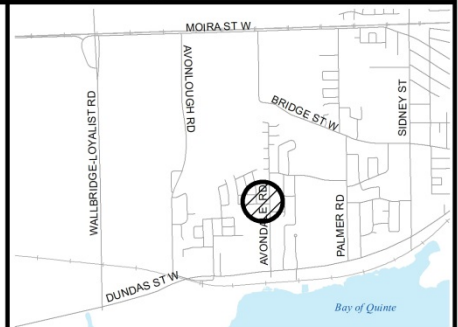 MOIRA ST W
AVONLOUGH RD
WALLBRIDGE-LOYALIST RD
BRIDGE ST W
SIDNEY ST
AVONDALE RD
PALMER RD
DUNDAS ST W
Bay of Quinte